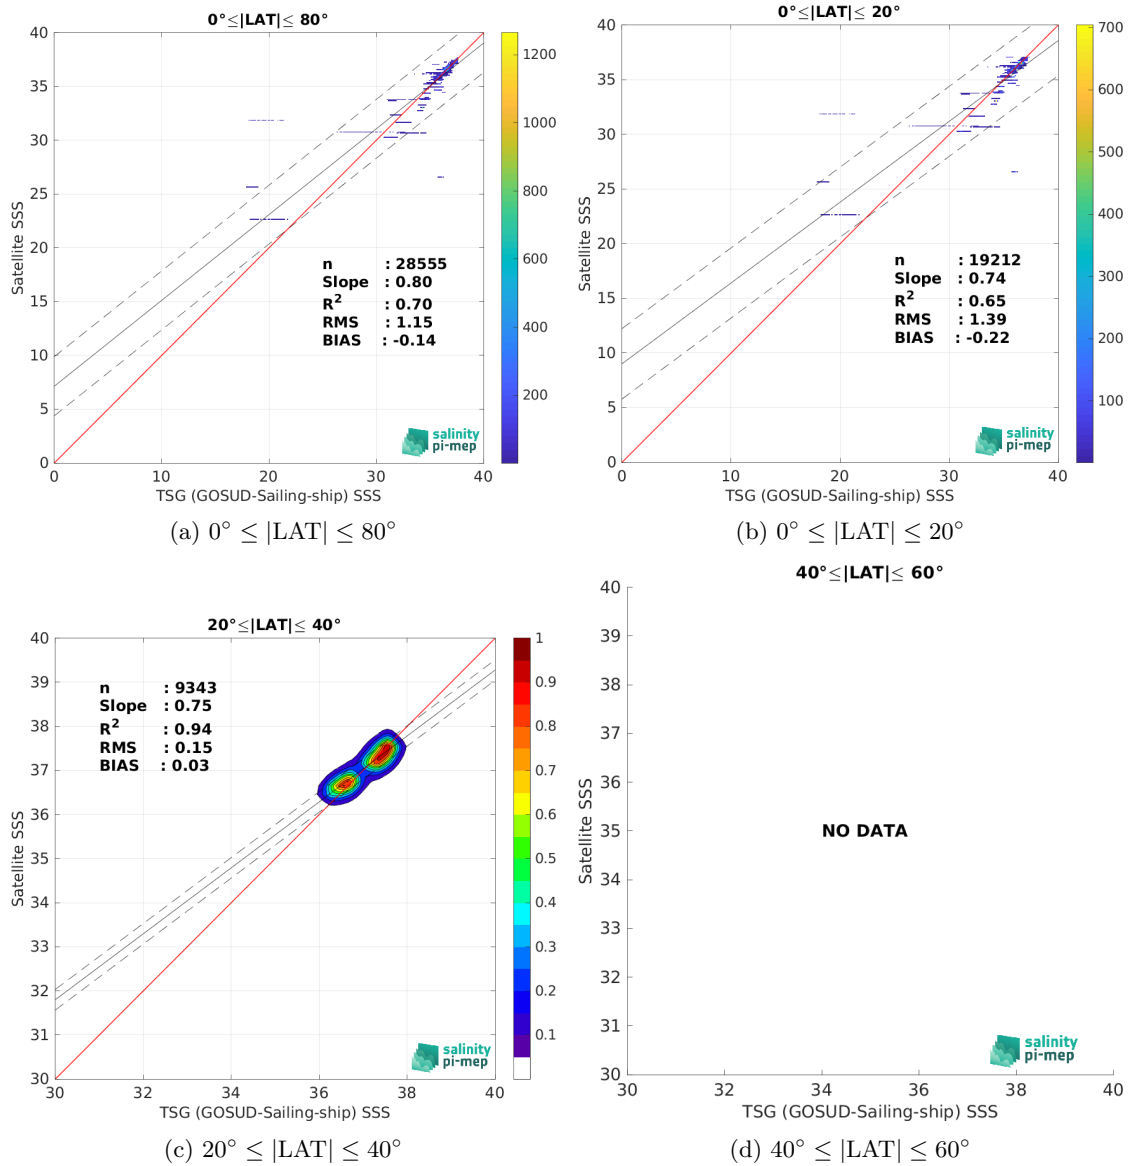 0°≤|LAT|≤ 80°
40
35
30
25
20
15
10
5
0
0
10
20
30
40
Satellite SSS
TSG (GOSUD-Sailing-ship) SSS
n : 28555
Slope : 0.80
R2 : 0.70
RMS : 1.15
BIAS : -0.14
salinity
pi-mep
1200
1000
800
600
400
200
(a) 0° ≤ |LAT| ≤ 80°
0°≤|LAT|≤ 20°
40
35
30
25
20
15
10
5
0
0
10
20
30
40
Satellite SSS
TSG (GOSUD-Sailing-ship) SSS
n : 19212
Slope : 0.74
R2 : 0.65
RMS : 1.39
BIAS : -0.22
salinity
pi-mep
700
600
500
400
300
200
100
(b) 0° ≤ |LAT| ≤ 20°
20°≤|LAT|≤ 40°
40
39
38
37
36
35
34
33
32
31
30
30
32
34
36
38
40
Satellite SSS
TSG (GOSUD-Sailing-ship) SSS
n : 9343
Slope : 0.75
R2 : 0.94
RMS : 0.15
BIAS : 0.03
salinity
pi-mep
1
0.9
0.8
0.7
0.6
0.5
0.4
0.3
0.2
0.1
(c) 20° ≤ |LAT| ≤ 40°
40°≤|LAT|≤ 60°
40
39
38
37
36
35
34
33
32
31
30
30
32
34
36
38
40
Satellite SSS
TSG (GOSUD-Sailing-ship) SSS
NO DATA
salinity
pi-mep
(d) 40° ≤ |LAT| ≤ 60°